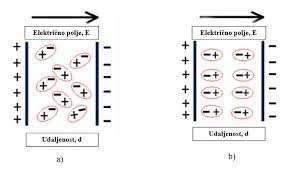 Električno polje, E
Električno polje, E
+ +
- +
- +
- + - +
- + - +
- + - +
- + - +
Udaljenost, d
Udaljenost, d
a)
b)